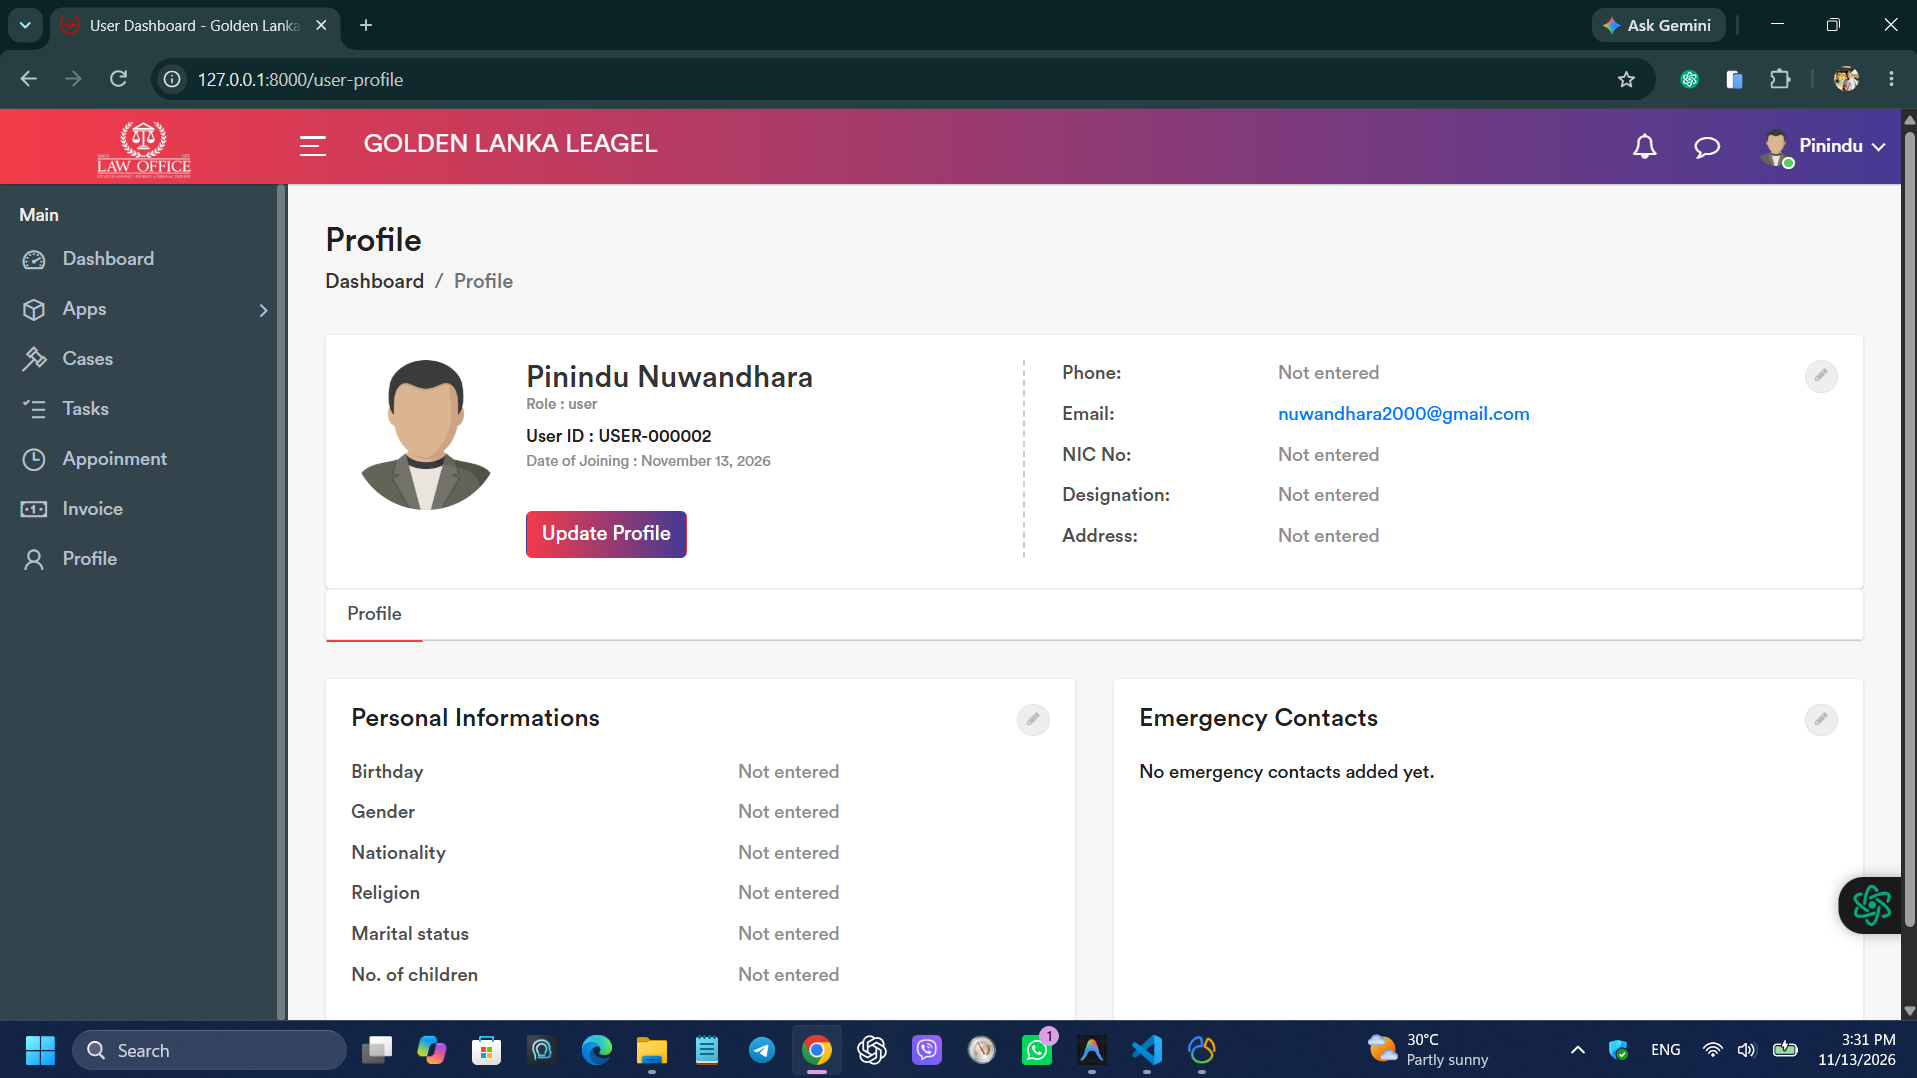 User Dashboard - Golden Lanka
Ask Gemini
127.0.0.1:8000/user-profile
LAW OFFICE
GOLDEN LANKA LEAGEL
Pinindu
Main
Dashboard
Apps
Cases
Tasks
Appoinment
Invoice
Profile
Profile
Dashboard / Profile
Pinindu Nuwandhara
Role : user
User ID : USER-000002
Date of Joining : November 13, 2026
Update Profile
Phone: Not entered
Email: nuwandhara2000@gmail.com
NIC No: Not entered
Designation: Not entered
Address: Not entered
Profile
Personal Informations
Birthday Not entered
Gender Not entered
Nationality Not entered
Religion Not entered
Marital status Not entered
No. of children Not entered
Emergency Contacts
No emergency contacts added yet.
Search
1
30°C
Partly sunny
ENG
3:31 PM
11/13/2026